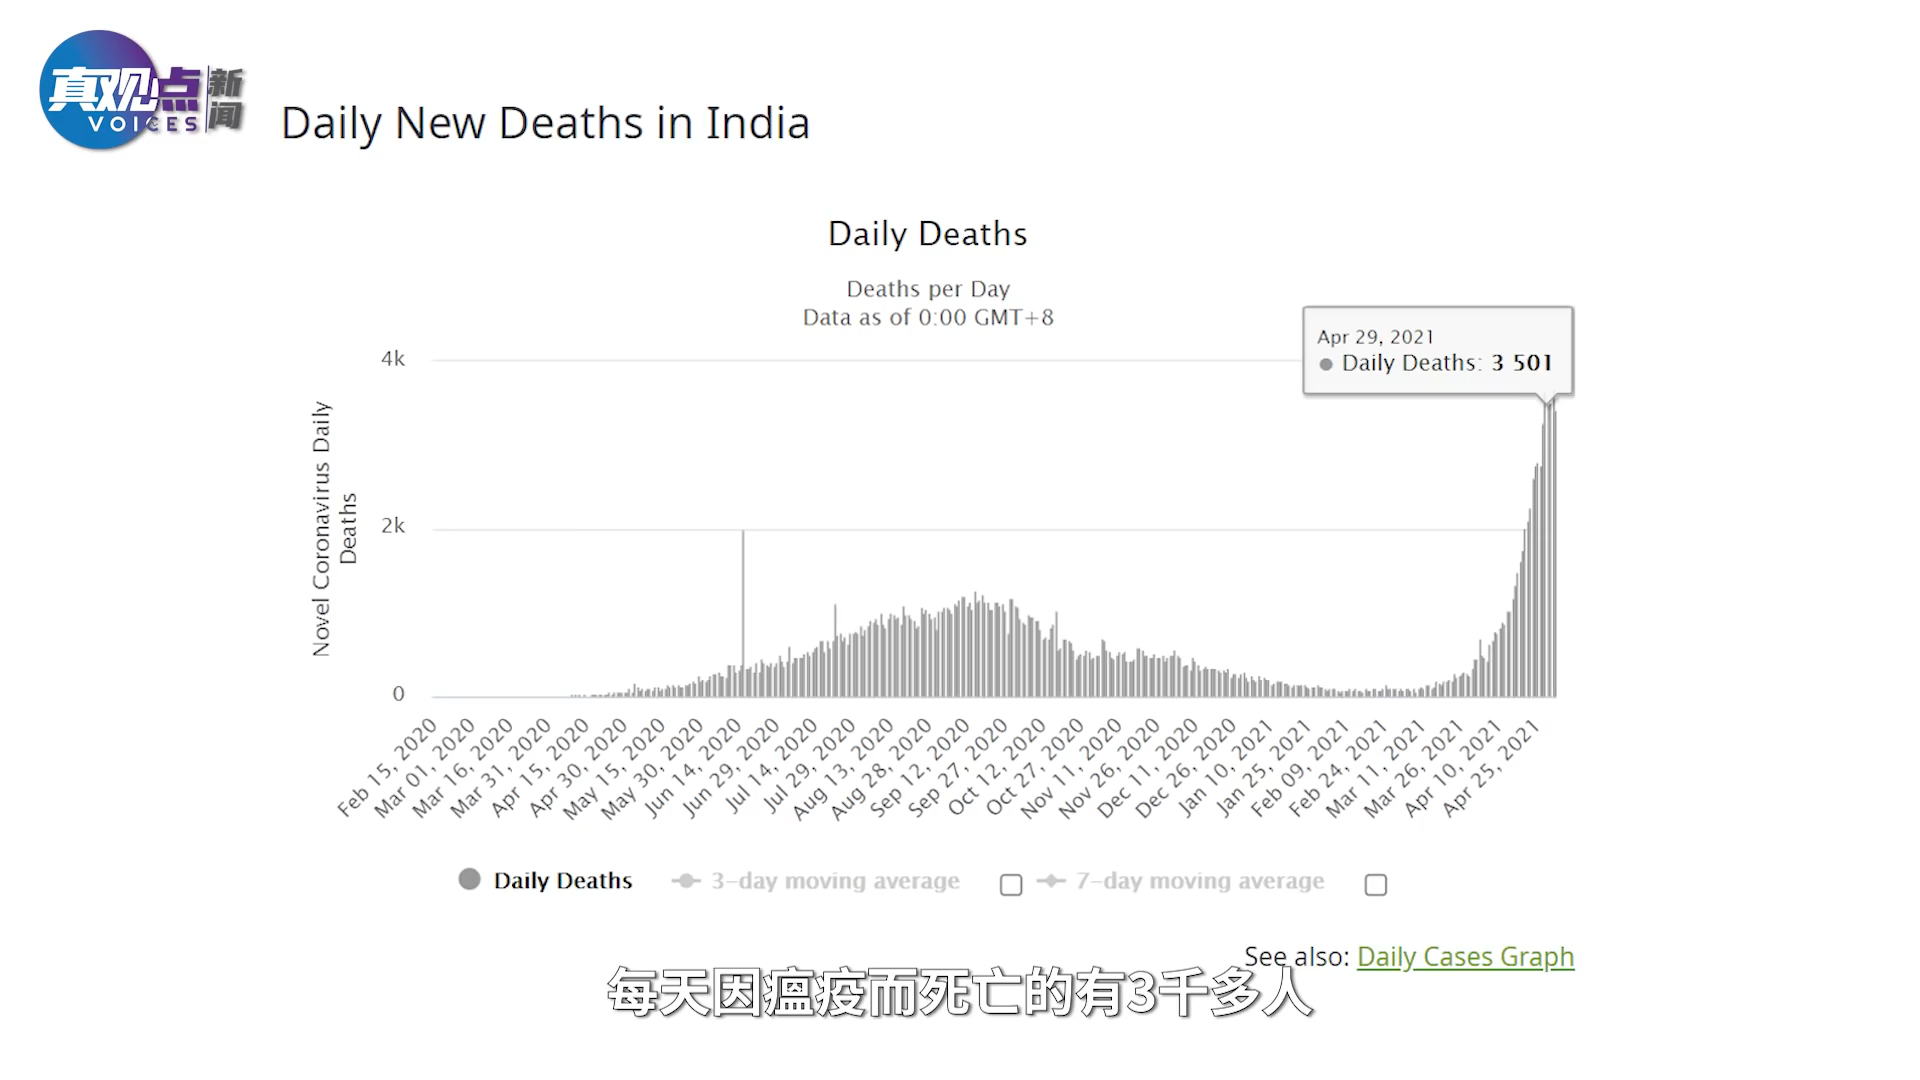 真观点
新闻
VOICES
Daily New Deaths in India
Daily Deaths
Deaths per Day
Data as of 0:00 GMT+8
Apr 29, 2021
Daily Deaths: 3 501
4k
2k
0
Novel Coronavirus Daily
Deaths
Feb 15, 2020
Mar 01, 2020
Mar 16, 2020
Mar 31, 2020
Apr 15, 2020
Apr 30, 2020
May 15, 2020
May 30, 2020
Jun 14, 2020
Jun 29, 2020
Jul 14, 2020
Jul 29, 2020
Aug 13, 2020
Aug 28, 2020
Sep 12, 2020
Sep 27, 2020
Oct 12, 2020
Oct 27, 2020
Nov 11, 2020
Nov 26, 2020
Dec 11, 2020
Dec 26, 2020
Jan 10, 2021
Jan 25, 2021
Feb 09, 2021
Feb 24, 2021
Mar 11, 2021
Mar 26, 2021
Apr 10, 2021
Apr 25, 2021
Daily Deaths
3-day moving average
7-day moving average
See also: Daily Cases Graph
每天因瘟疫而死亡的有3千多人